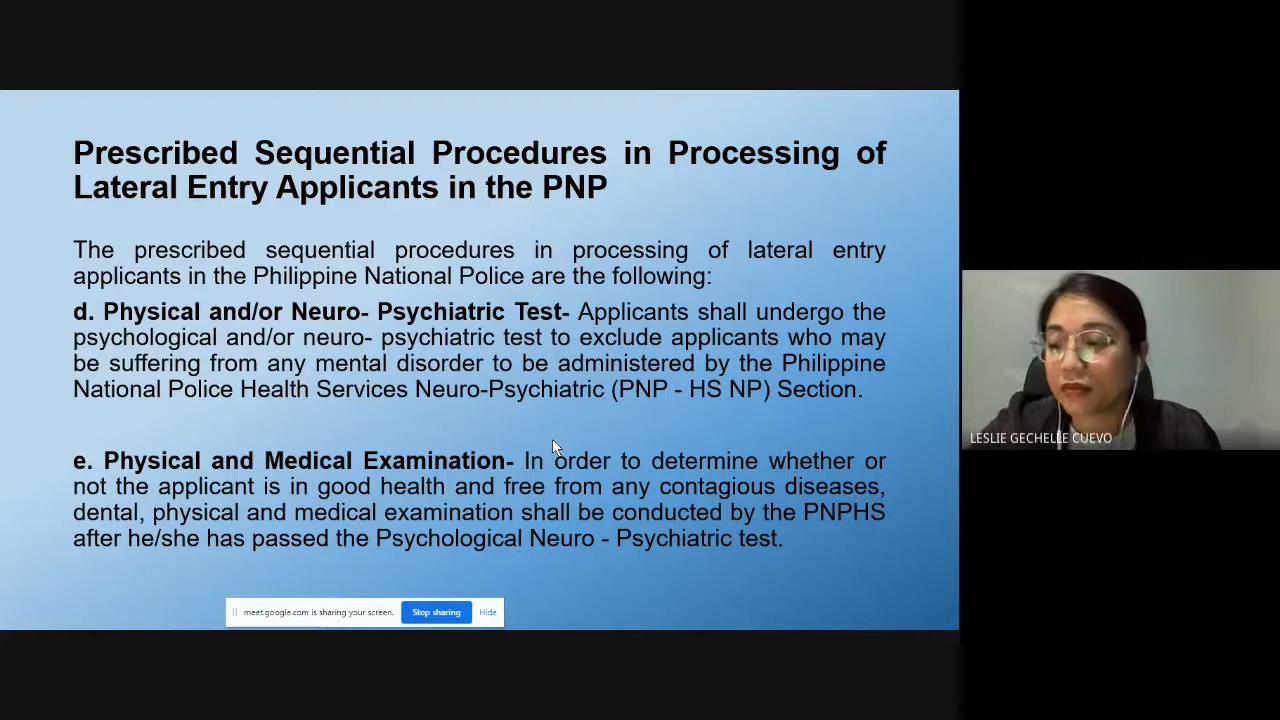 Prescribed Sequential Procedures in Processing of
Lateral Entry Applicants in the PNP
The prescribed sequential procedures in processing of lateral entry
applicants in the Philippine National Police are the following:
d. Physical and/or Neuro- Psychiatric Test- Applicants shall undergo the
psychological and/or neuro- psychiatric test to exclude applicants who may
be suffering from any mental disorder to be administered by the Philippine
National Police Health Services Neuro-Psychiatric (PNP - HS NP) Section.
e. Physical and Medical Examination- In order to determine whether or
not the applicant is in good health and free from any contagious diseases,
dental, physical and medical examination shall be conducted by the PNPHS
after he/she has passed the Psychological Neuro - Psychiatric test.
meet.google.com is sharing your screen. Stop sharing Hide
LESLIE GECHELLE CUEVO